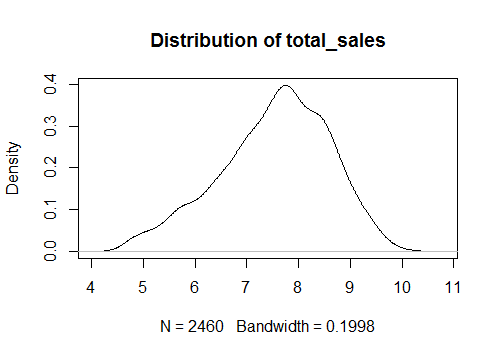 Distribution of total_sales
Density
0.0 0.1 0.2 0.3 0.4
4 5 6 7 8 9 10 11
N = 2460 Bandwidth = 0.1998